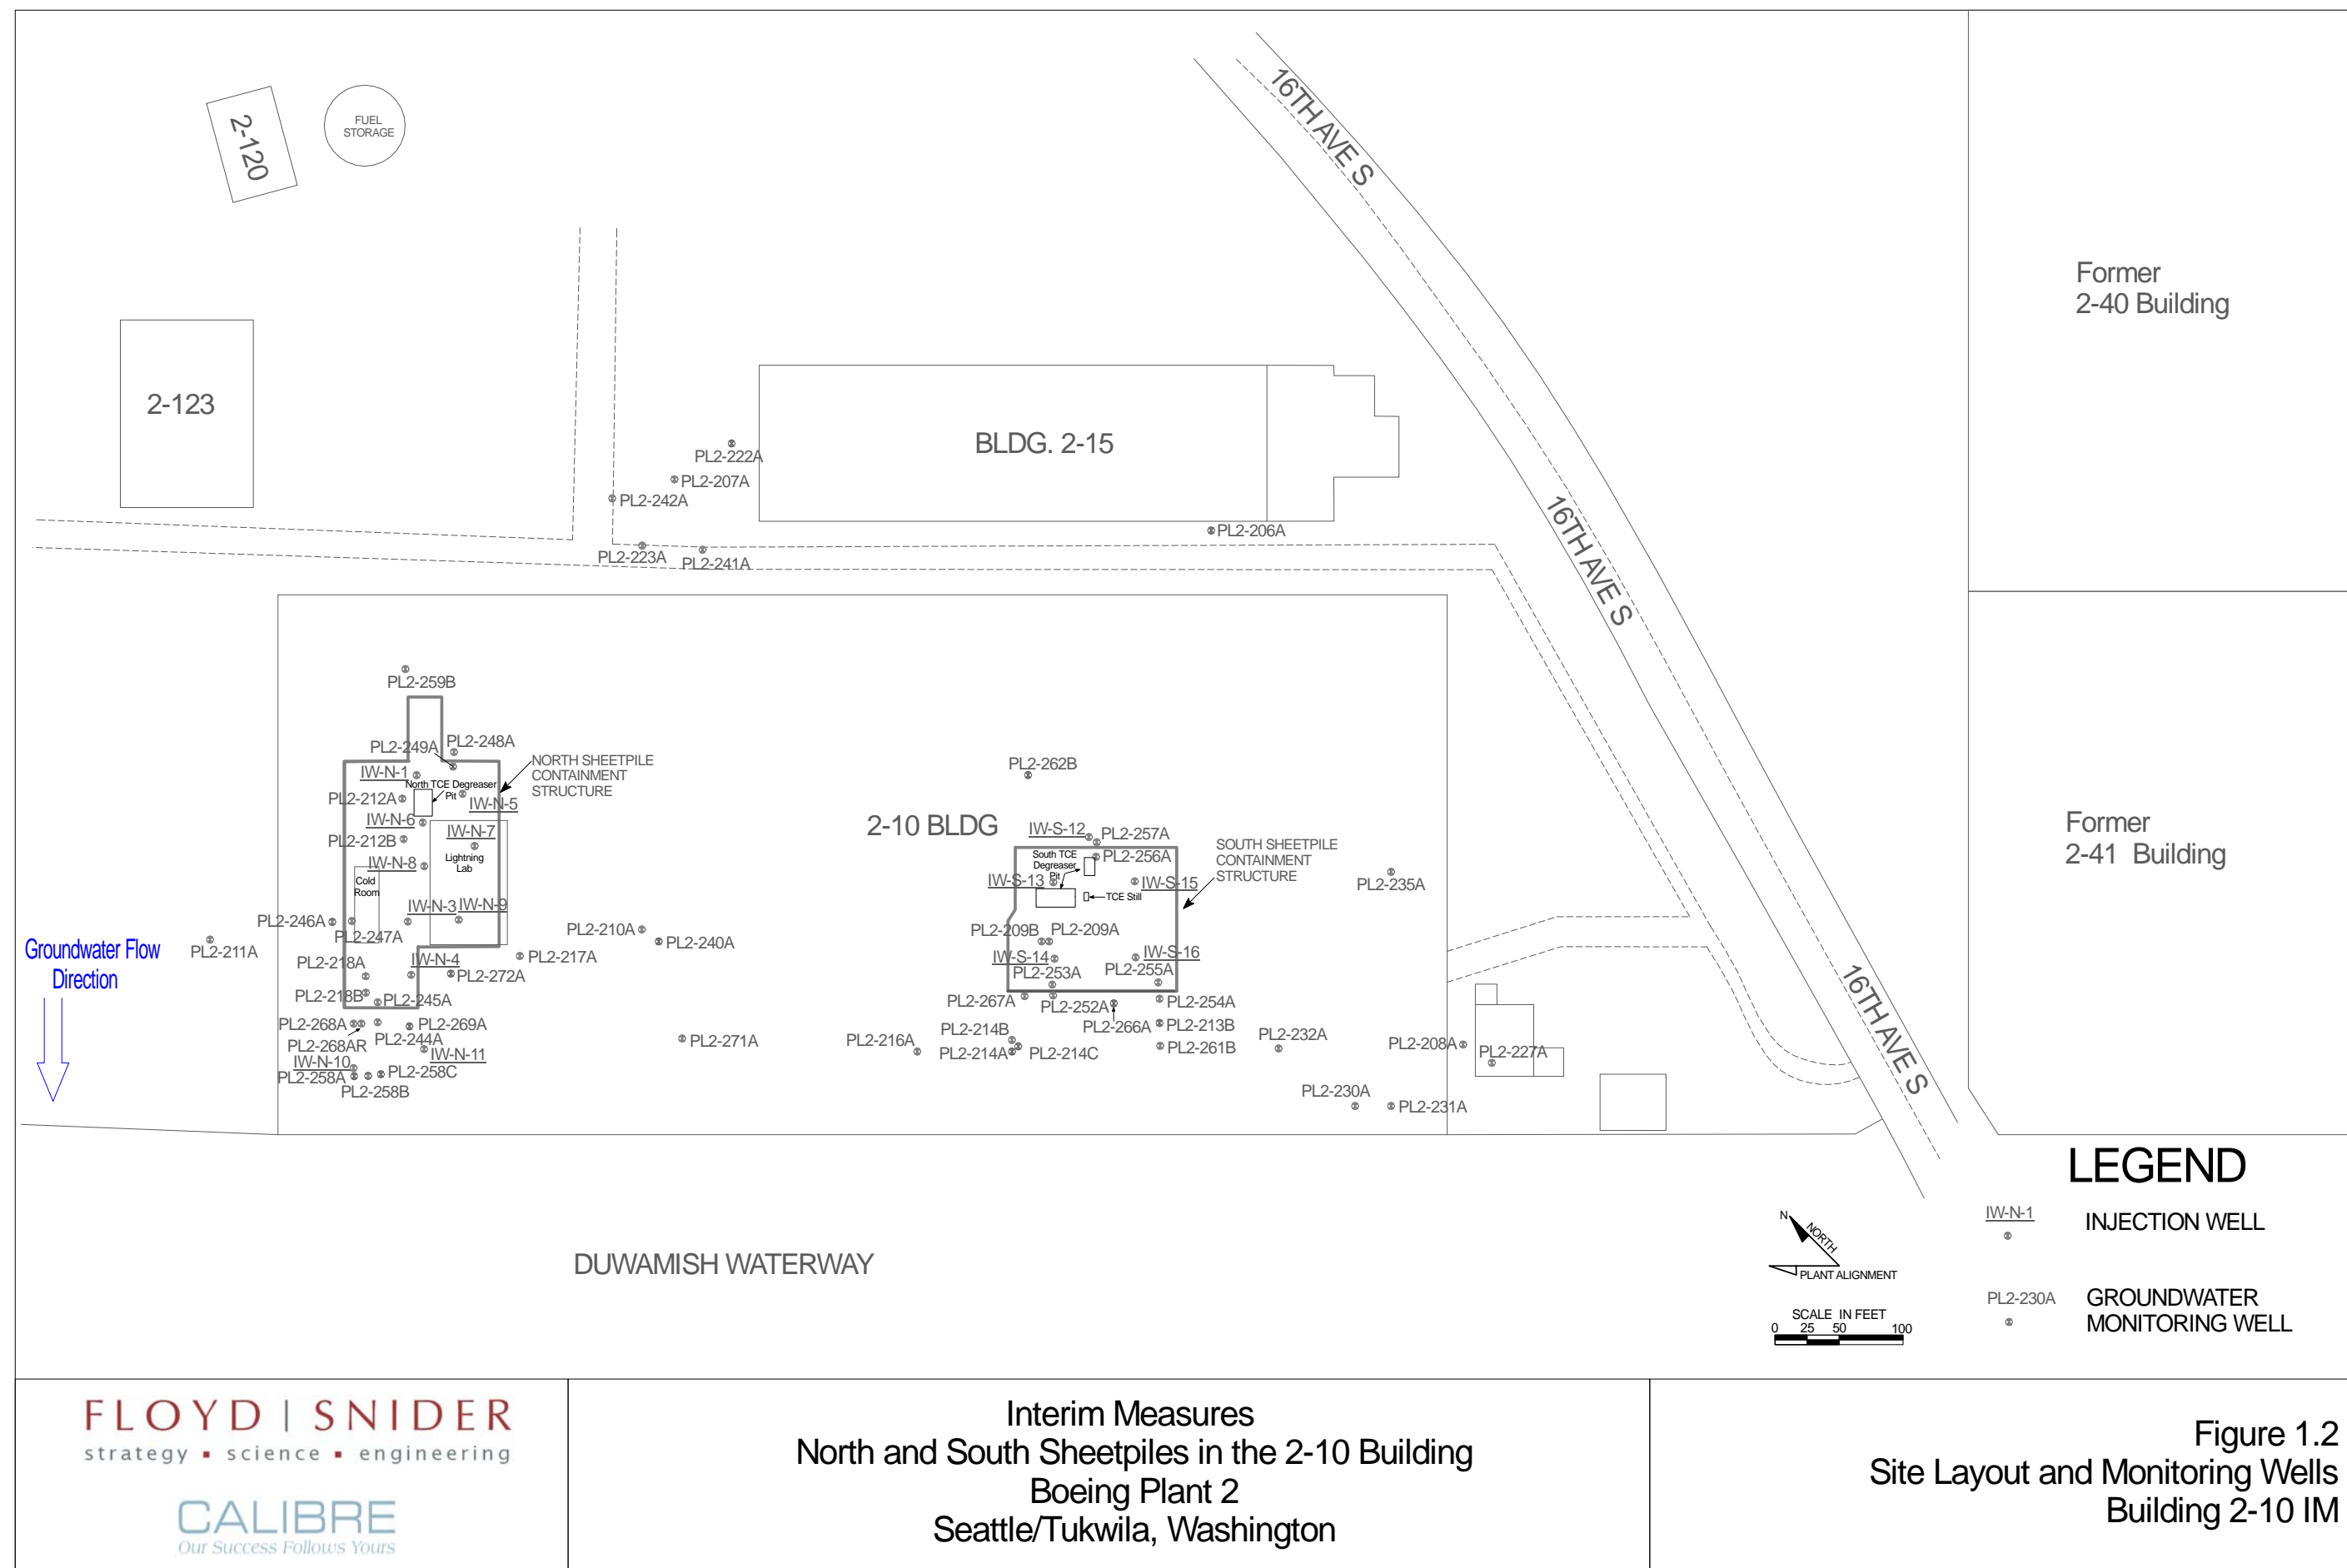 2-120
FUEL
STORAGE
16TH AVE S
Former
2-40 Building
2-123
BLDG. 2-15
PL2-222A
PL2-207A
PL2-242A
PL2-206A
PL2-223A
PL2-241A
16TH AVE S
PL2-259B
PL2-249A
PL2-248A
NORTH SHEETPILE
CONTAINMENT
STRUCTURE
IW-N-1
North TCE Degreaser
Pit
PL2-212A
IW-N-5
IW-N-6
IW-N-7
PL2-212B
Lightning
Lab
IW-N-8
Cold
Room
IW-N-3
IW-N-9
PL2-246A
PL2-247A
PL2-211A
Groundwater Flow
Direction
PL2-218A
IW-N-4
PL2-272A
PL2-217A
PL2-210A
PL2-240A
PL2-218B
PL2-245A
PL2-268A
PL2-269A
PL2-244A
PL2-268AR
IW-N-11
IW-N-10
PL2-258A
PL2-258C
PL2-258B
PL2-271A
PL2-262B
2-10 BLDG
IW-S-12
PL2-257A
SOUTH SHEETPILE
CONTAINMENT
STRUCTURE
South TCE
Degreaser
Pit
PL2-256A
IW-S-13
IW-S-15
TCE Still
PL2-235A
PL2-209B
PL2-209A
IW-S-14
IW-S-16
PL2-253A
PL2-255A
PL2-267A
PL2-252A
PL2-254A
PL2-266A
PL2-213B
PL2-214B
PL2-216A
PL2-214A
PL2-214C
PL2-261B
PL2-232A
PL2-208A
PL2-227A
PL2-230A
PL2-231A
Former
2-41 Building
16TH AVE S
DUWAMISH WATERWAY
N
NORTH
PLANT ALIGNMENT
SCALE IN FEET
0 25 50 100
LEGEND
IW-N-1
INJECTION WELL
PL2-230A
GROUNDWATER
MONITORING WELL
FLOYD | SNIDER
strategy ▪ science ▪ engineering
CALIBRE
Our Success Follows Yours
Interim Measures
North and South Sheetpiles in the 2-10 Building
Boeing Plant 2
Seattle/Tukwila, Washington
Figure 1.2
Site Layout and Monitoring Wells
Building 2-10 IM